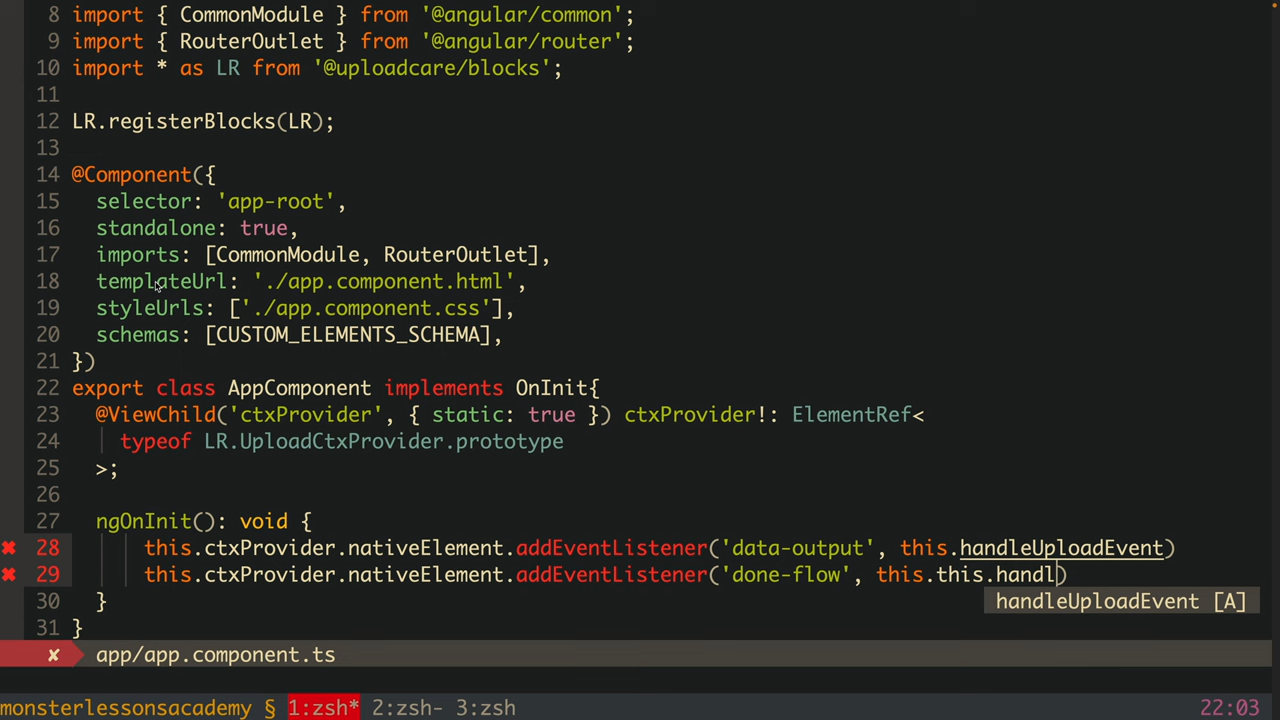 8 import { CommonModule } from '@angular/common';
9 import { RouterOutlet } from '@angular/router';
10 import * as LR from '@uploadcare/blocks';
11
12 LR.registerBlocks(LR);
13
14 @Component({
15 selector: 'app-root',
16 standalone: true,
17 imports: [CommonModule, RouterOutlet],
18 templateUrl: './app.component.html',
19 styleUrls: ['./app.component.css'],
20 schemas: [CUSTOM_ELEMENTS_SCHEMA],
21 })
22 export class AppComponent implements OnInit{
23 @ViewChild('ctxProvider', { static: true }) ctxProvider!: ElementRef<
24 typeof LR.UploadCtxProvider.prototype
25 >;
26
27 ngOnInit(): void {
✖ 28 this.ctxProvider.nativeElement.addEventListener('data-output', this.handleUploadEvent)
✖ 29 this.ctxProvider.nativeElement.addEventListener('done-flow', this.this.handl)
30 } handleUploadEvent [A]
31 }
✘ app/app.component.ts
monsterlessonsacademy § 1:zsh* 2:zsh- 3:zsh 22:03